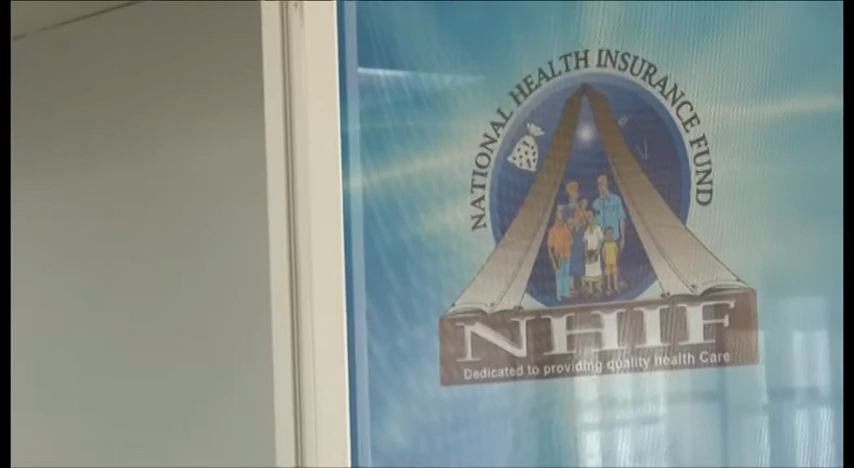 NATIONAL HEALTH INSURANCE FUND
NHIF
Dedicated to providing quality health Care